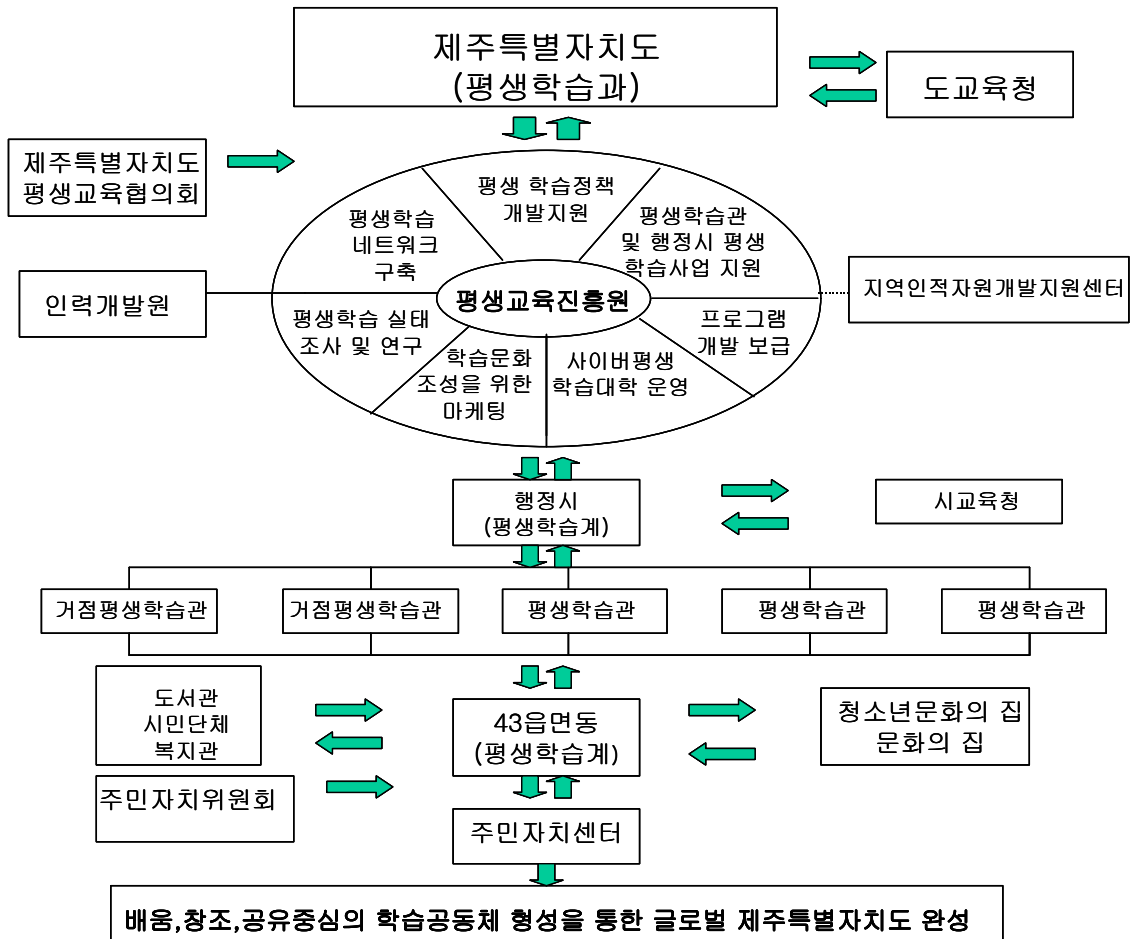 제주특별자치도
(평생학습과)
도교육청
제주특별자치도
평생교육협의회
평생 학습정책
개발지원
평생학습
네트워크
구축
평생학습관
및 행정시 평생
학습사업 지원
인력개발원
평생교육진흥원
지역인적자원개발지원센터
평생학습 실태
조사 및 연구
학습문화
조성을 위한
마케팅
사이버평생
학습대학 운영
프로그램
개발 보급
행정시
(평생학습계)
시교육청
거점평생학습관
거점평생학습관
평생학습관
평생학습관
평생학습관
도서관
시민단체
복지관
43읍면동
(평생학습계)
청소년문화의 집
문화의 집
주민자치위원회
주민자치센터
배움,창조,공유중심의 학습공동체 형성을 통한 글로벌 제주특별자치도 완성